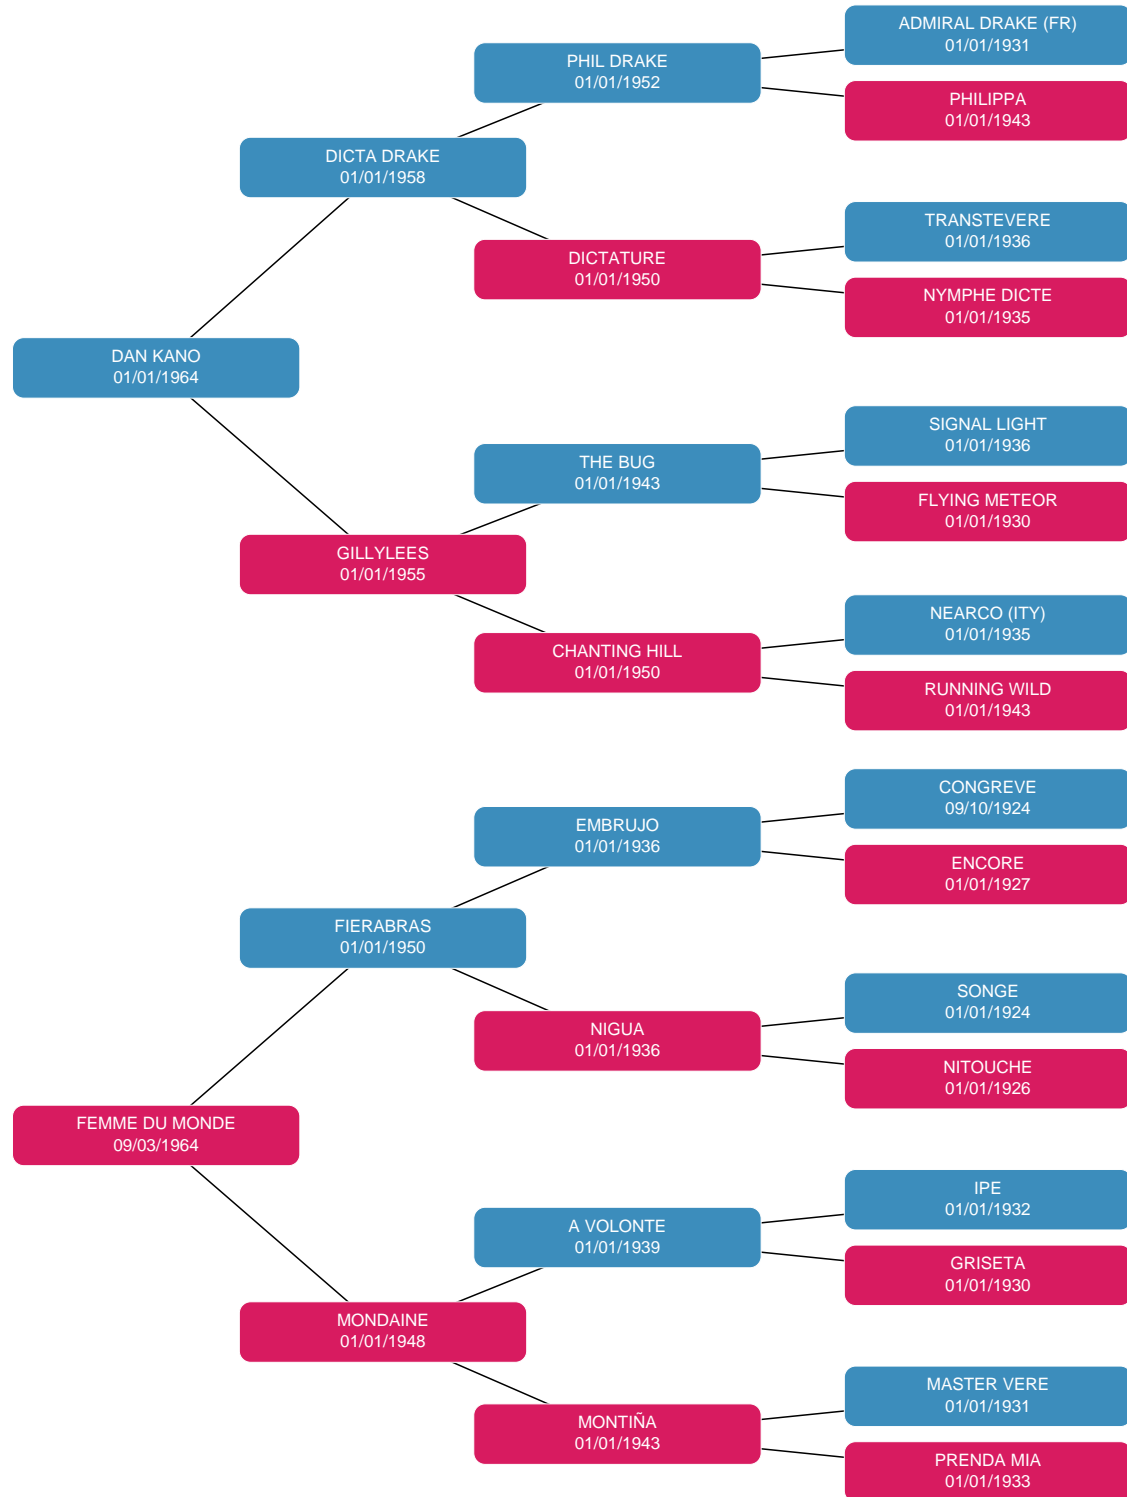 ADMIRAL DRAKE (FR)
01/01/1931
PHIL DRAKE
01/01/1952
PHILIPPA
01/01/1943
DICTA DRAKE
01/01/1958
TRANSTEVERE
01/01/1936
DICTATURE
01/01/1950
NYMPHE DICTE
01/01/1935
DAN KANO
01/01/1964
SIGNAL LIGHT
01/01/1936
THE BUG
01/01/1943
FLYING METEOR
01/01/1930
GILLYLEES
01/01/1955
NEARCO (ITY)
01/01/1935
CHANTING HILL
01/01/1950
RUNNING WILD
01/01/1943
CONGREVE
09/10/1924
EMBRUJO
01/01/1936
ENCORE
01/01/1927
FIERABRAS
01/01/1950
SONGE
01/01/1924
NIGUA
01/01/1936
NITOUCHE
01/01/1926
FEMME DU MONDE
09/03/1964
IPE
01/01/1932
A VOLONTE
01/01/1939
GRISETA
01/01/1930
MONDAINE
01/01/1948
MASTER VERE
01/01/1931
MONTIÑA
01/01/1943
PRENDA MIA
01/01/1933